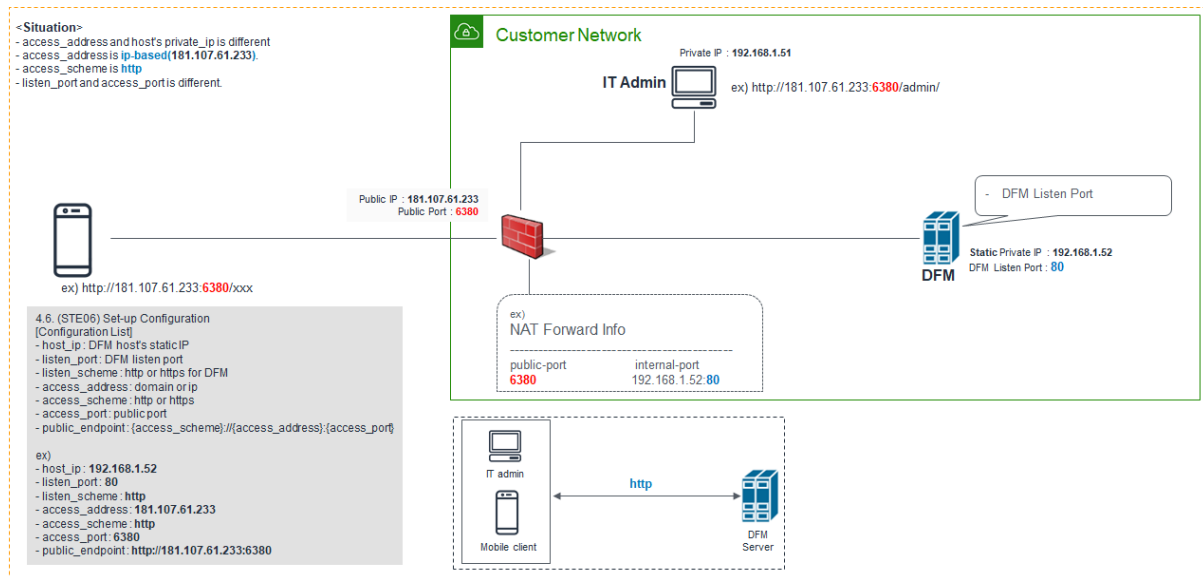 <Situation>
- access_address and host's private_ip is different
- access_address is ip-based(181.107.61.233).
- access_scheme is http
- listen_port and access_port is different.
Customer Network
Private IP : 192.168.1.51
IT Admin
ex) http://181.107.61.233:6380/admin/
Public IP : 181.107.61.233
Public Port : 6380
- DFM Listen Port
Static Private IP : 192.168.1.52
DFM Listen Port : 80
DFM
ex) http://181.107.61.233:6380/xxx
ex)
NAT Forward Info
----------------------------------------------
public-port internal-port
6380 192.168.1.52:80
4.6. (STE06) Set-up Configuration
[Configuration List]
- host_ip : DFM host's static IP
- listen_port : DFM listen port
- listen_scheme : http or https for DFM
- access_address : domain or ip
- access_scheme : http or https
- access_port : public port
- public_endpoint : {access_scheme}://{access_address}:{access_port}
ex)
- host_ip : 192.168.1.52
- listen_port : 80
- listen_scheme : http
- access_address : 181.107.61.233
- access_scheme : http
- access_port : 6380
- public_endpoint : http://181.107.61.233:6380
IT admin
http
Mobile client
DFM
Server